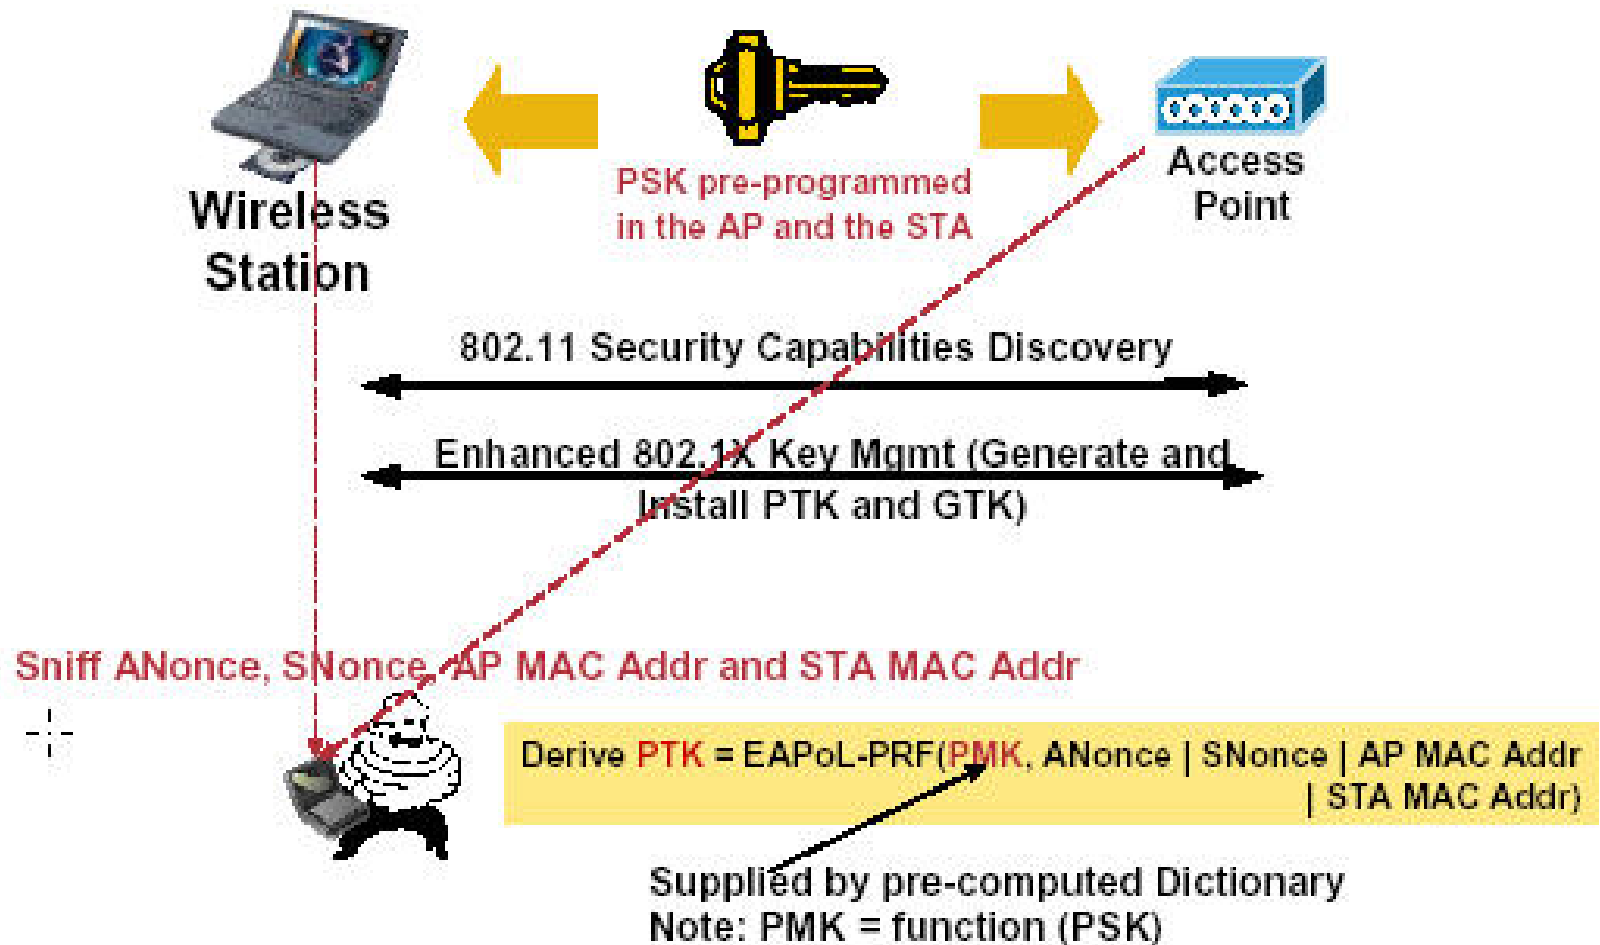 PSK pre-programmed
in the AP and the STA
Wireless
Station
Access
Point
802.11 Security Capabilities Discovery
Enhanced 802.1X Key Mgmt (Generate and
Install PTK and GTK)
Sniff ANonce, SNonce, AP MAC Addr and STA MAC Addr
Derive PTK = EAPoL-PRF(PMK, ANonce | SNonce | AP MAC Addr
| STA MAC Addr)
Supplied by pre-computed Dictionary
Note: PMK = function (PSK)